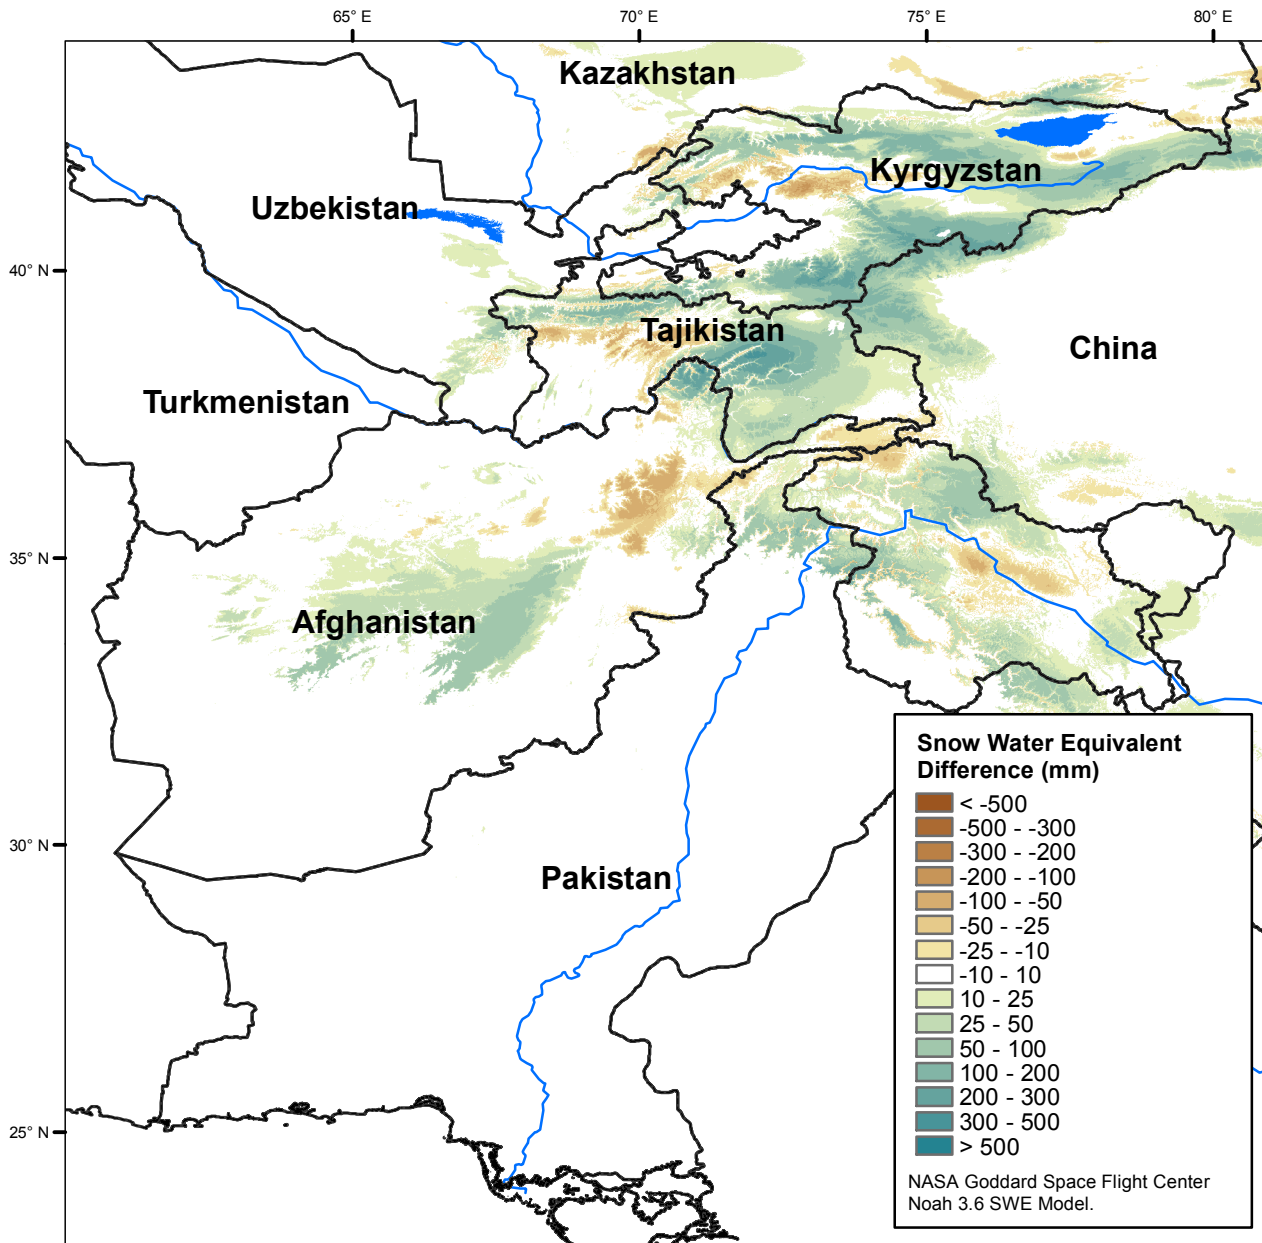 65° E
70° E
75° E
80° E
Kazakhstan
Kyrgyzstan
Uzbekistan
40° N
Tajikistan
China
Turkmenistan
35° N
Afghanistan
30° N
Pakistan
25° N
Snow Water Equivalent
Difference (mm)
< -500
-500 - -300
-300 - -200
-200 - -100
-100 - -50
-50 - -25
-25 - -10
-10 - 10
10 - 25
25 - 50
50 - 100
100 - 200
200 - 300
300 - 500
> 500
NASA Goddard Space Flight Center
Noah 3.6 SWE Model.